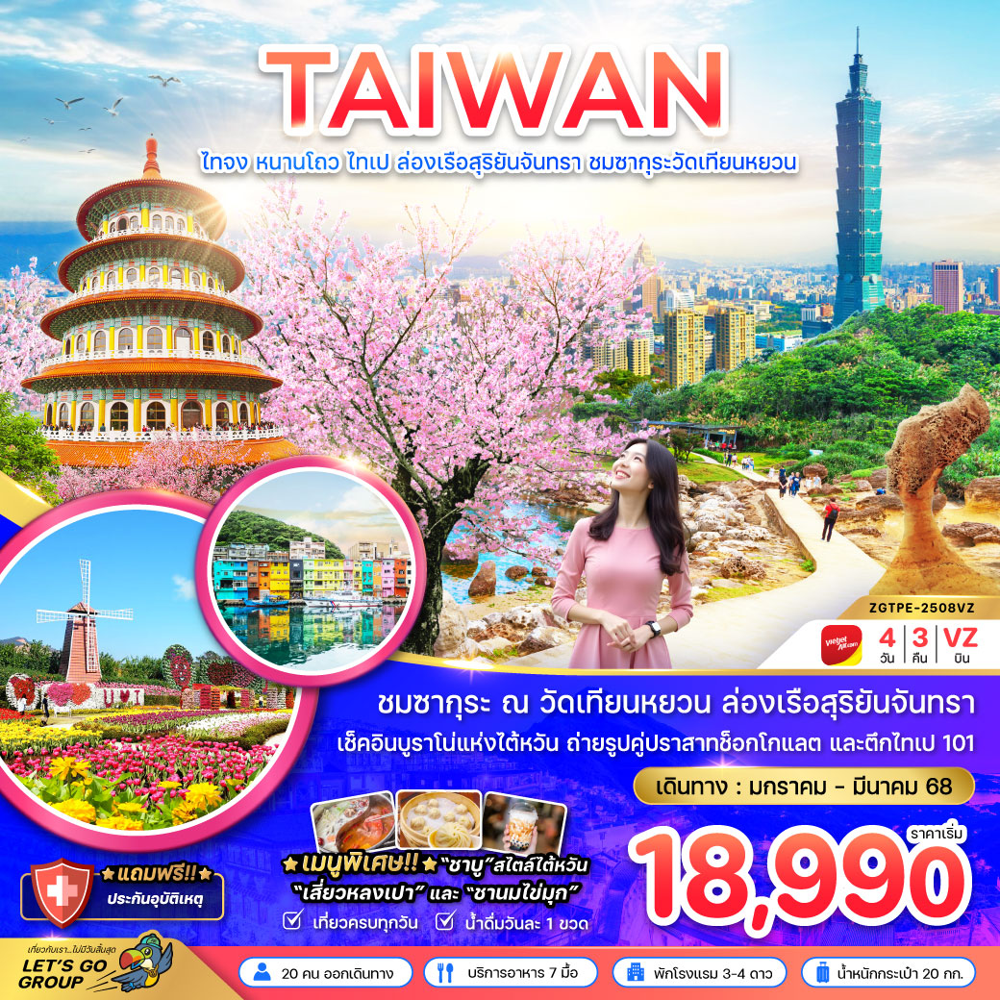 TAIWAN
ไทจง หนานโถว ไทเป ล่องเรือสุริยันจันทรา ชมซากุระวัดเทียนหยวน
ZGTPE-2508VZ
vietjet Air.com
4 วัน
3 คืน
VZ บิน
ชมซากุระ ณ วัดเทียนหยวน ล่องเรือสุริยันจันทรา
เช็คอินบูราโน่แห่งไต้หวัน ถ่ายรูปคู่ปราสาทช็อกโกแลต และตึกไทเป 101
เดินทาง : มกราคม - มีนาคม 68
ราคาเริ่ม
18,990
เมนูพิเศษ!! "ชาบู"สไตล์ไต้หวัน
"เสี่ยวหลงเปา" และ "ชานมไข่มุก"
เที่ยวครบทุกวัน น้ำดื่มวันละ 1 ขวด
แถมฟรี!!
ประกันอุบัติเหตุ
เที่ยวกับเรา...ไม่มีวันสิ้นสุด
LET'S GO
GROUP
20 คน ออกเดินทาง
บริการอาหาร 7 มื้อ
พักโรงแรม 3-4 ดาว
น้ำหนักกระเป๋า 20 กก.